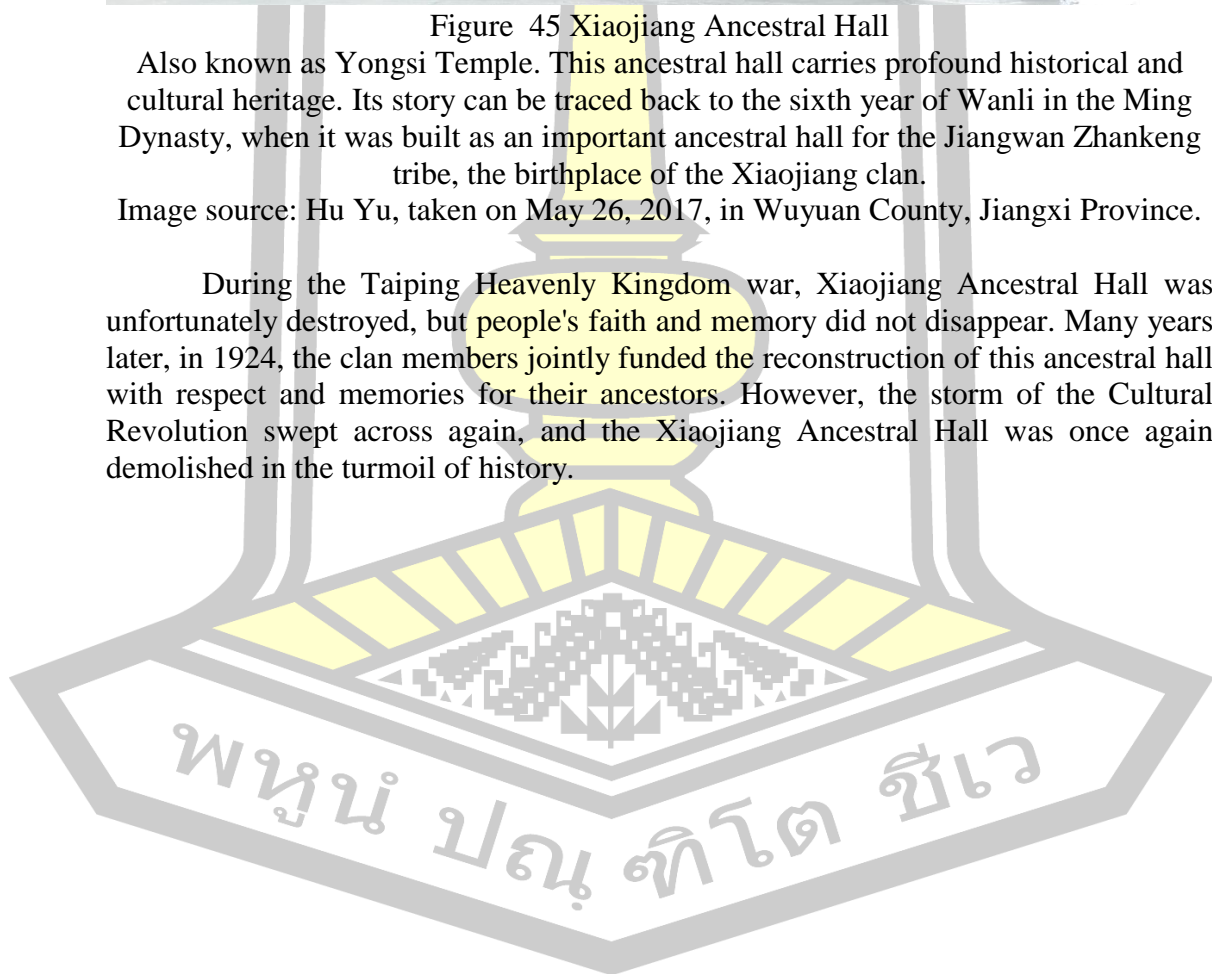 Figure  45 Xiaojiang Ancestral Hall
Also known as Yongsi Temple. This ancestral hall carries profound historical and
cultural heritage. Its story can be traced back to the sixth year of Wanli in the Ming
Dynasty, when it was built as an important ancestral hall for the Jiangwan Zhankeng
tribe, the birthplace of the Xiaojiang clan.
Image source: Hu Yu, taken on May 26, 2017, in Wuyuan County, Jiangxi Province.
During the Taiping Heavenly Kingdom war, Xiaojiang Ancestral Hall was
unfortunately destroyed, but people's faith and memory did not disappear. Many years
later, in 1924, the clan members jointly funded the reconstruction of this ancestral hall
with respect and memories for their ancestors. However, the storm of the Cultural
Revolution swept across again, and the Xiaojiang Ancestral Hall was once again
demolished in the turmoil of history.
พหูนํ ปณฺฑิโต ชีเว